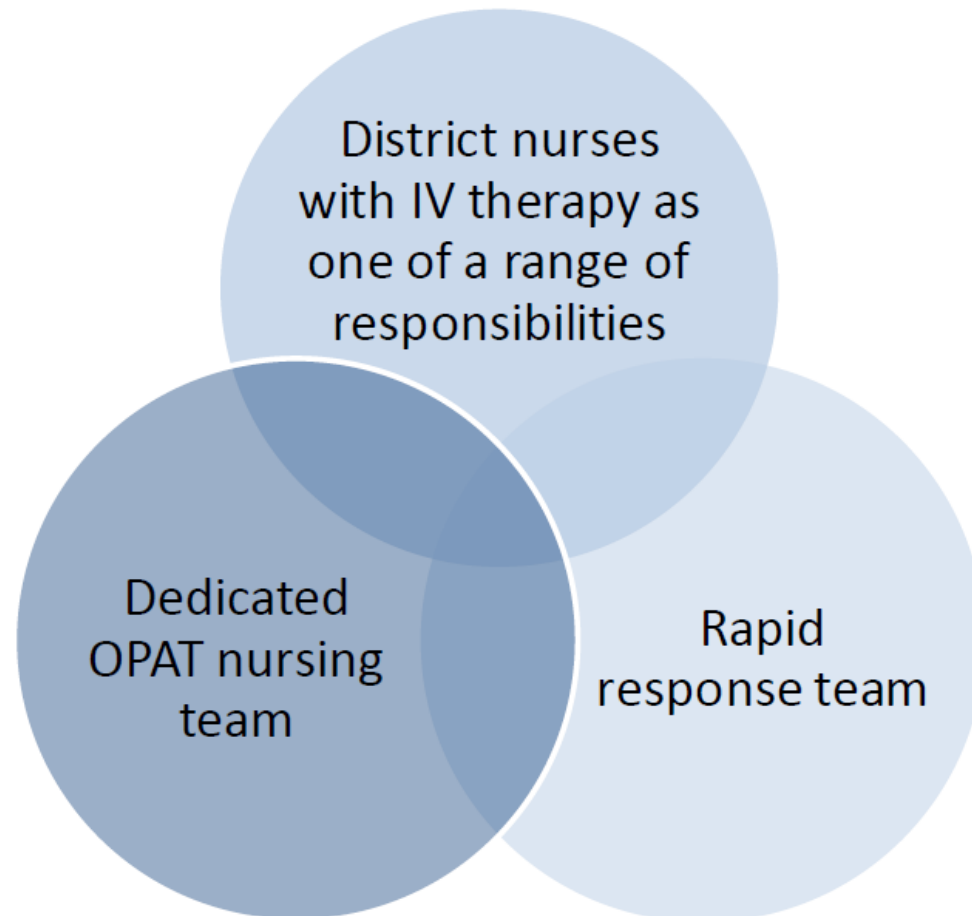 District nurses
with IV therapy as
one of a range of
responsibilities
Dedicated
OPAT nursing
team
Rapid
response team